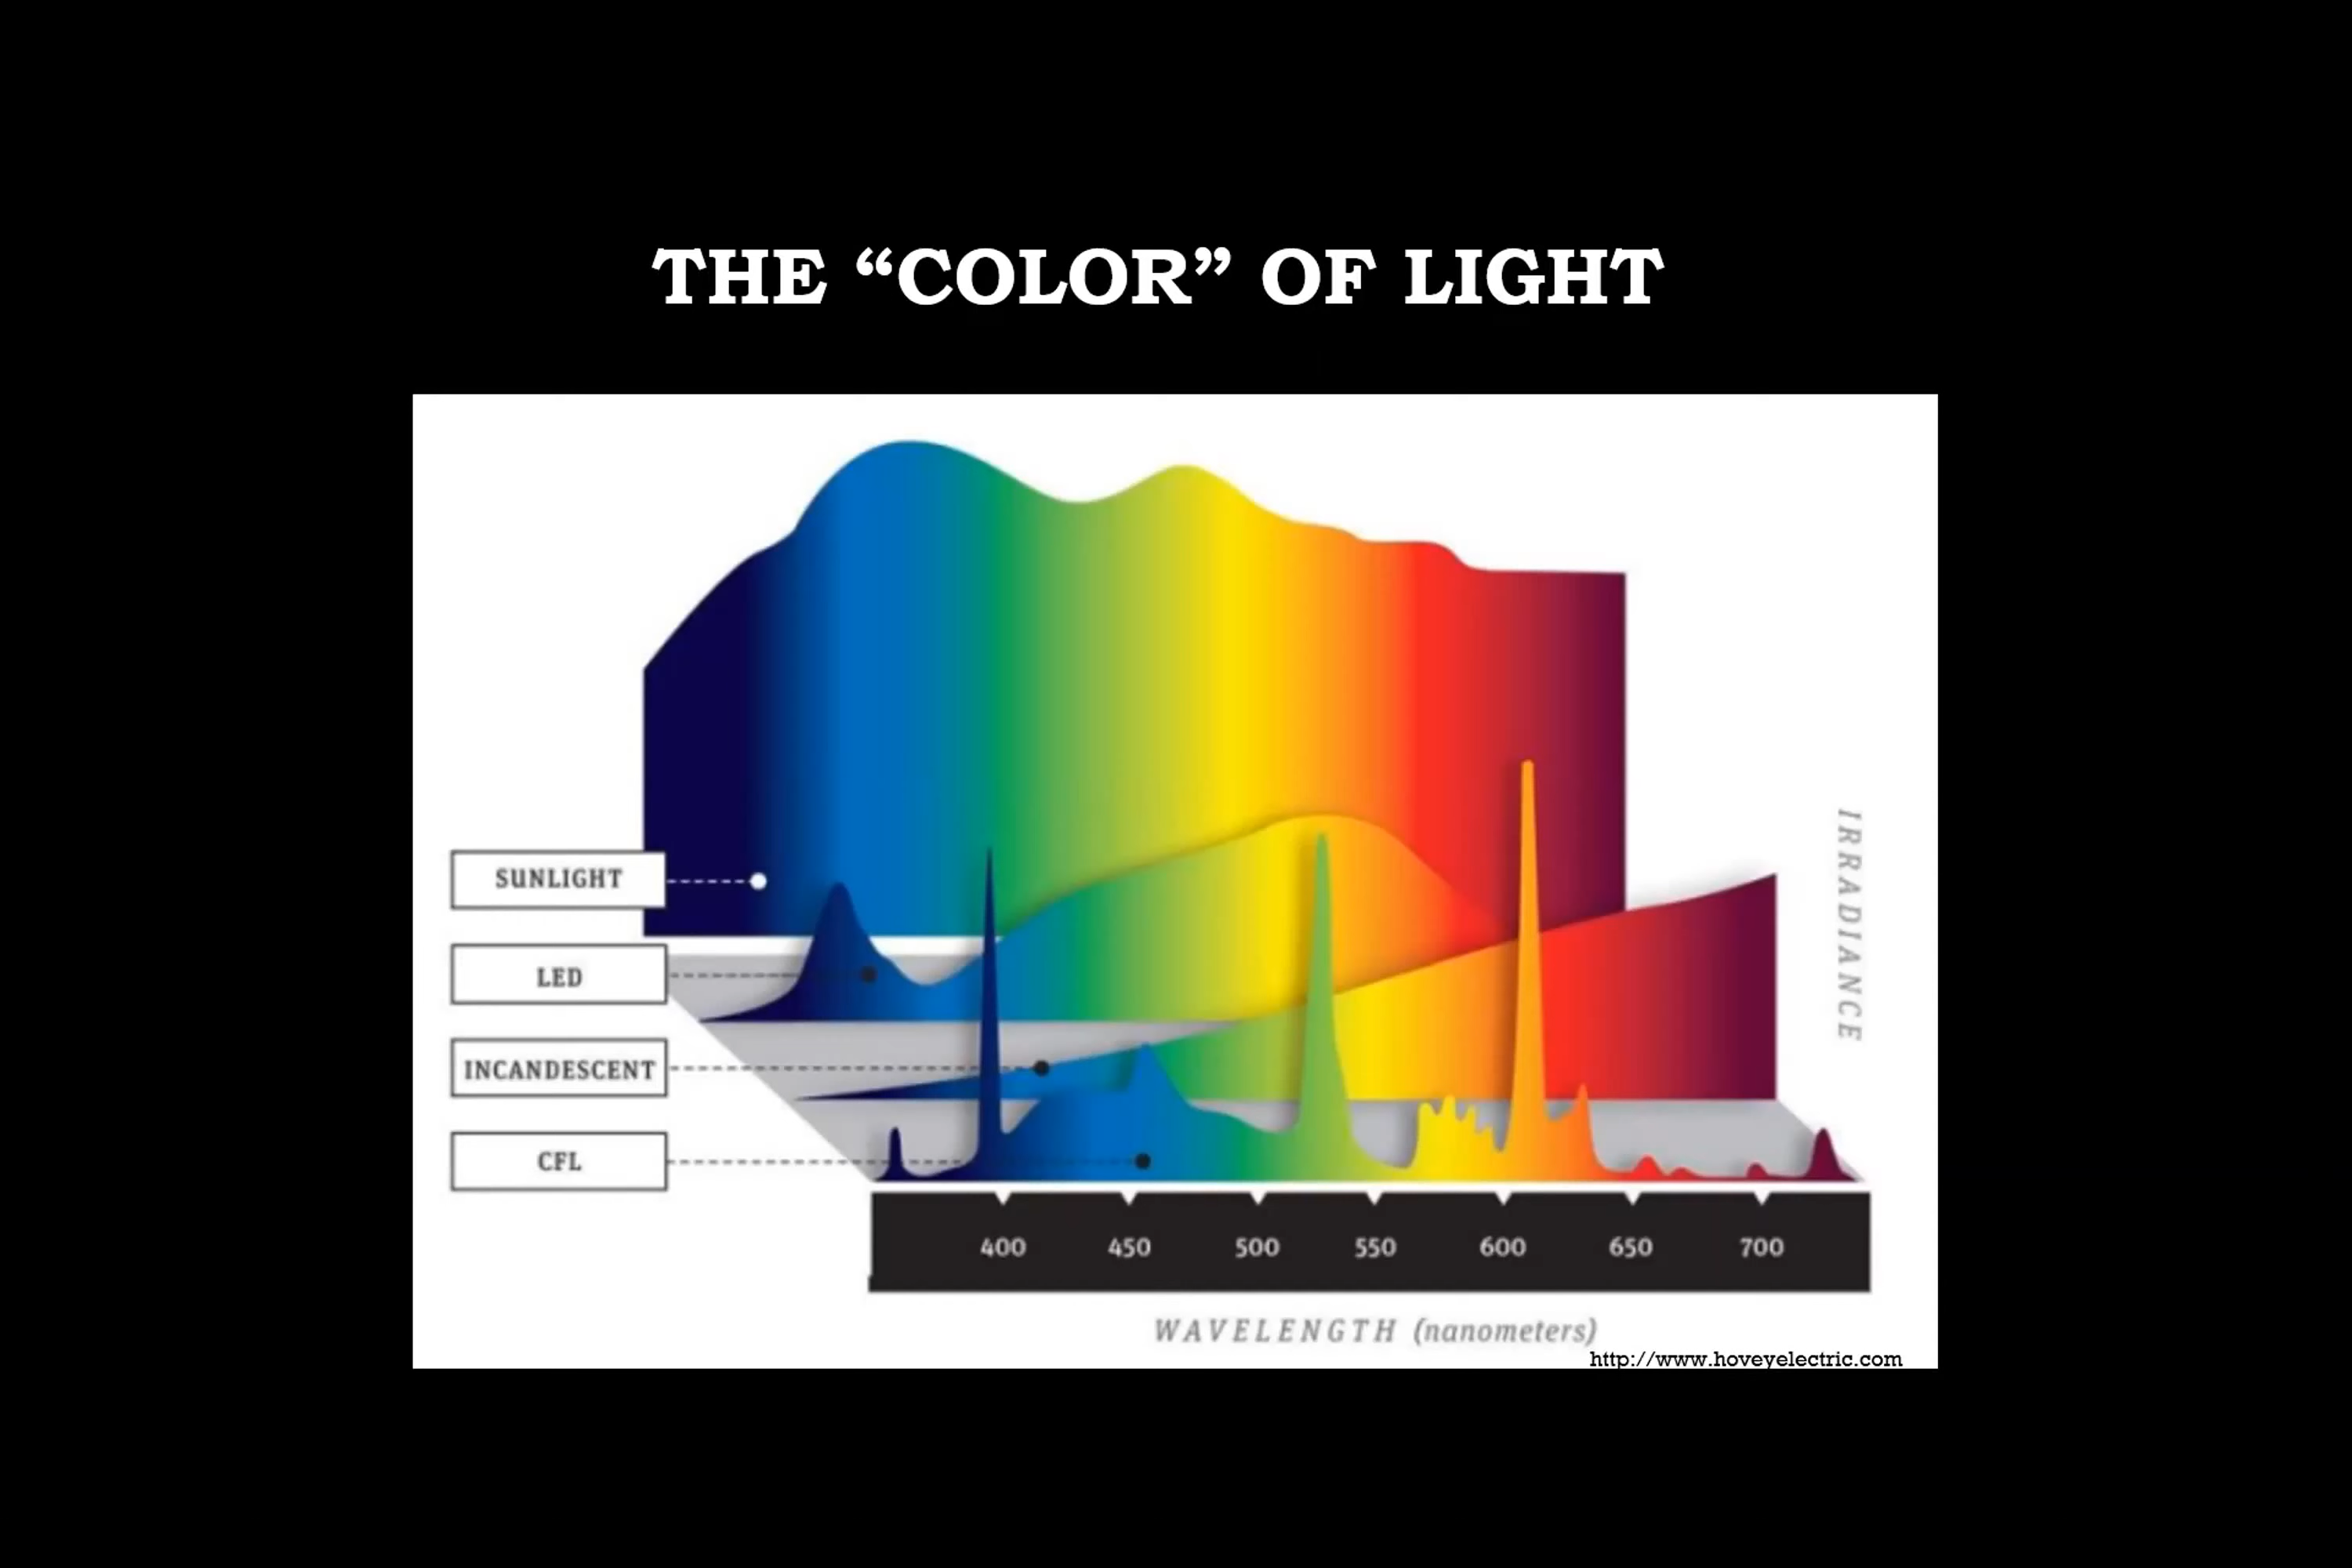 THE “COLOR” OF LIGHT
SUNLIGHT
LED
INCANDESCENT
CFL
IRRADIANCE
400 450 500 550 600 650 700
WAVELENGTH (nanometers)
http://www.hoveyelectric.com